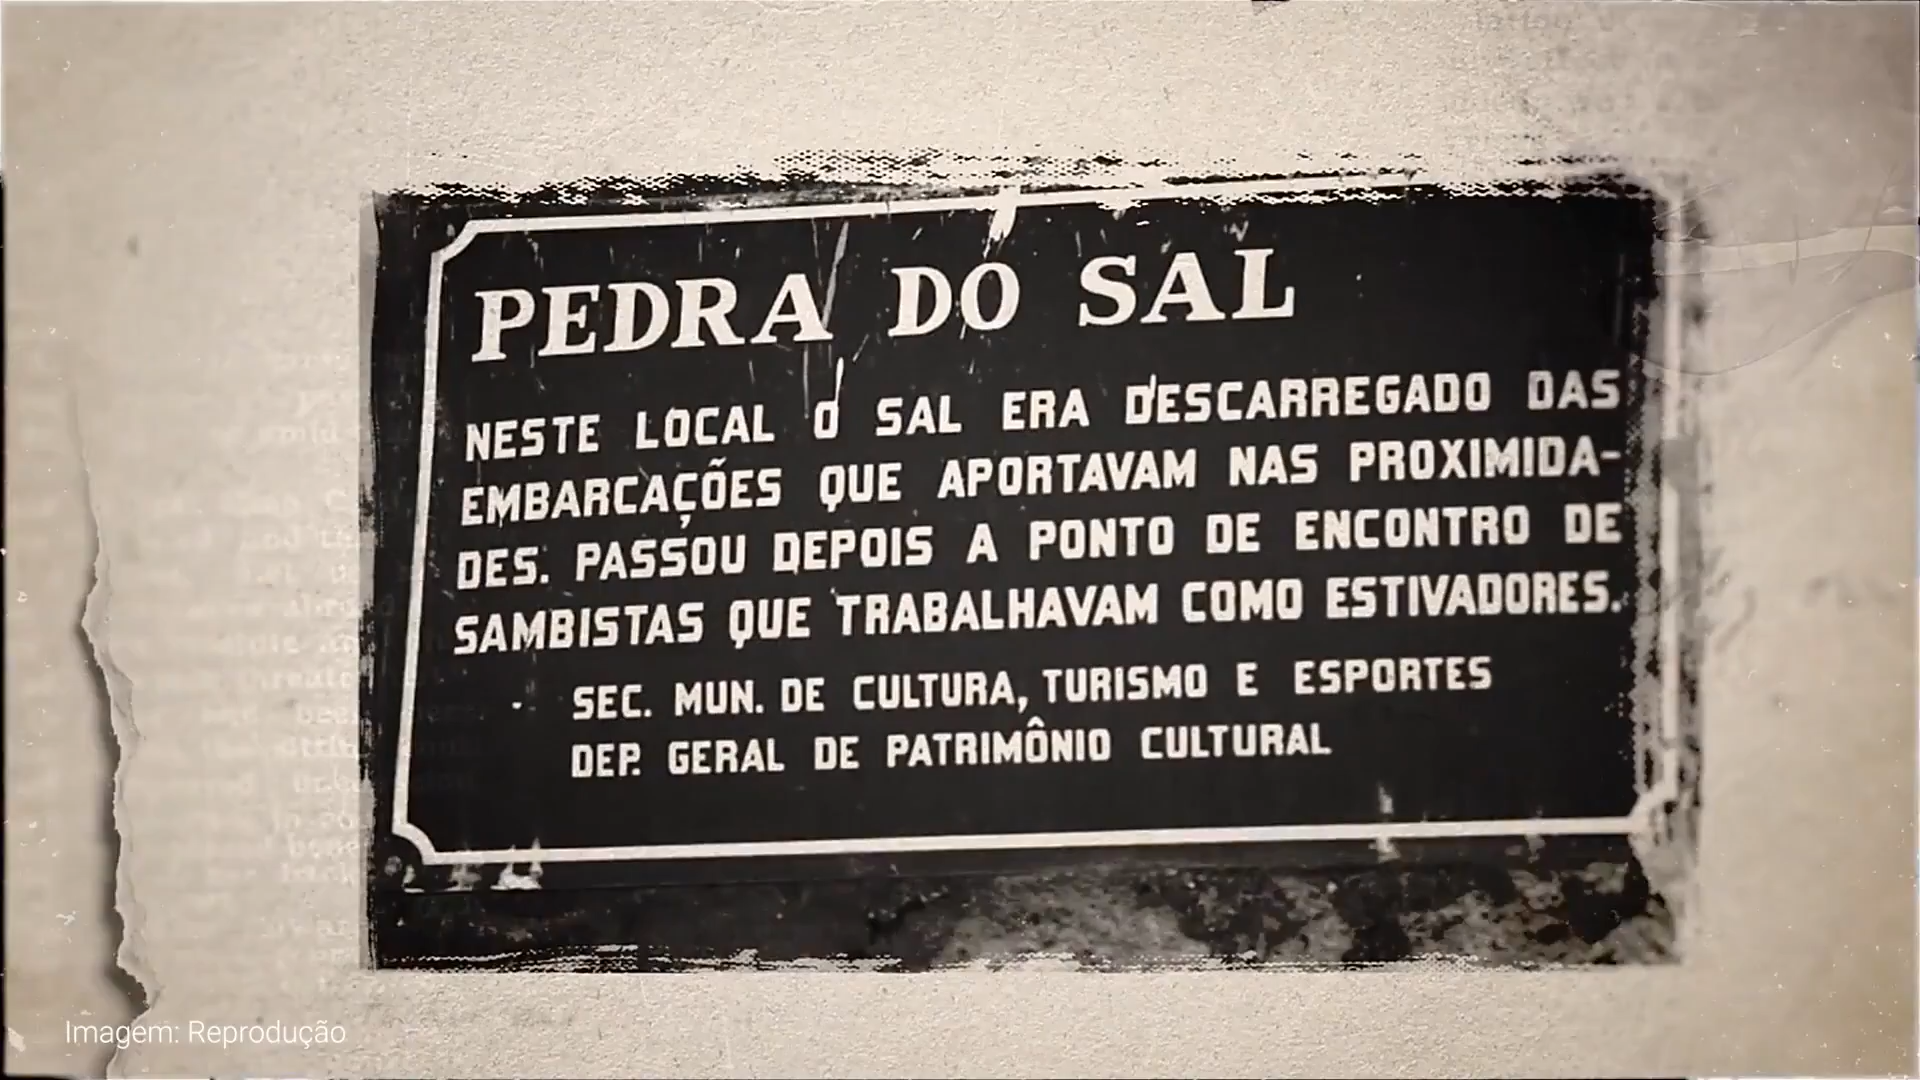 PEDRA DO SAL
NESTE LOCAL O SAL ERA DESCARREGADO DAS
EMBARCAÇÕES QUE APORTAVAM NAS PROXIMIDA-
DES. PASSOU DEPOIS A PONTO DE ENCONTRO DE
SAMBISTAS QUE TRABALHAVAM COMO ESTIVADORES.
SEC. MUN. DE CULTURA, TURISMO E ESPORTES
DEP. GERAL DE PATRIMÔNIO CULTURAL
Imagem: Reprodução